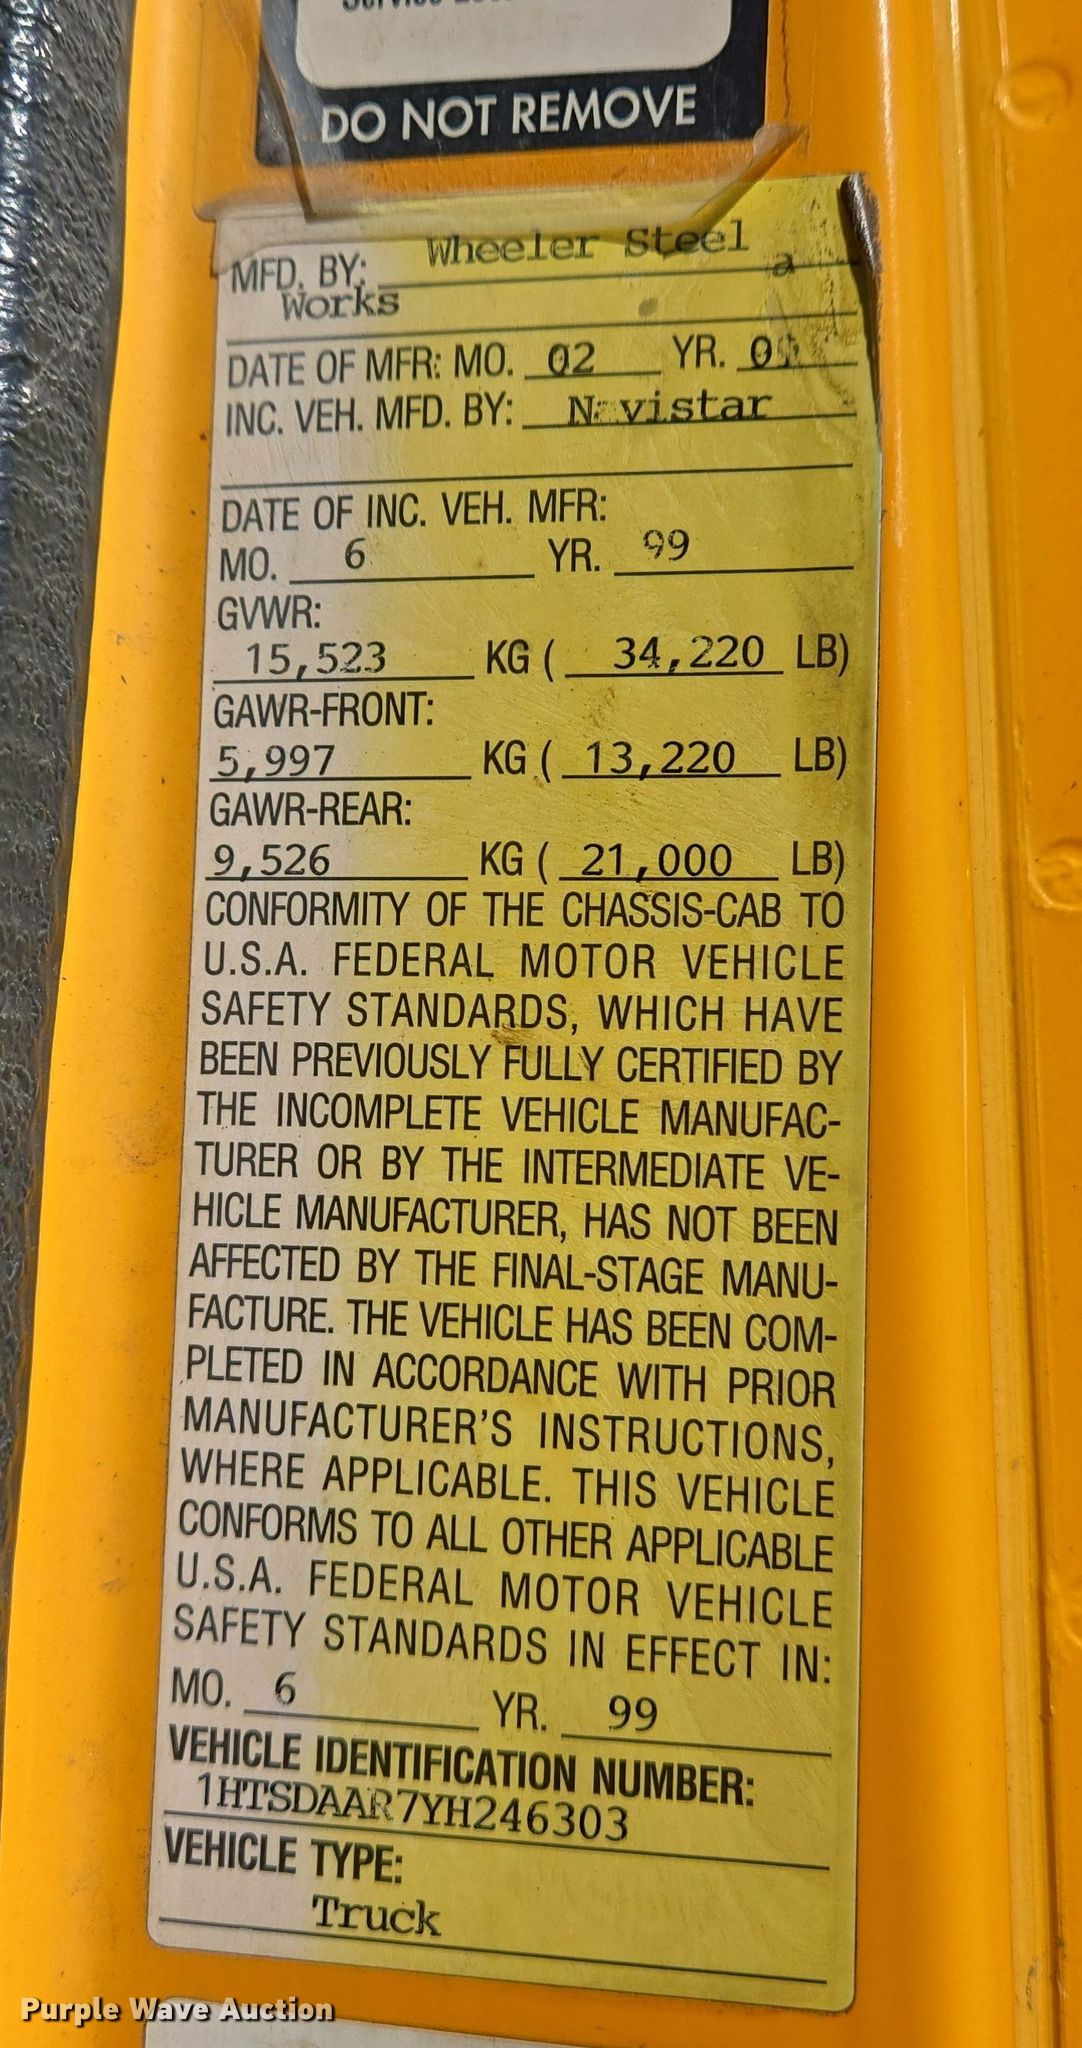 DO NOT REMOVE
MFD. BY: Wheeler Steel
Works
DATE OF MFR: MO. 02 YR.
INC. VEH. MFD. BY: Navistar
DATE OF INC. VEH. MFR:
MO. 6 YR. 99
GVWR:
15,523 KG ( 34,220 LB)
GAWR-FRONT:
5,997 KG ( 13,220 LB)
GAWR-REAR:
9,526 KG ( 21,000 LB)
CONFORMITY OF THE CHASSIS-CAB TO
U.S.A. FEDERAL MOTOR VEHICLE
SAFETY STANDARDS, WHICH HAVE
BEEN PREVIOUSLY FULLY CERTIFIED BY
THE INCOMPLETE VEHICLE MANUFAC-
TURER OR BY THE INTERMEDIATE VE-
HICLE MANUFACTURER, HAS NOT BEEN
AFFECTED BY THE FINAL-STAGE MANU-
FACTURE. THE VEHICLE HAS BEEN COM-
PLETED IN ACCORDANCE WITH PRIOR
MANUFACTURER'S INSTRUCTIONS,
WHERE APPLICABLE. THIS VEHICLE
CONFORMS TO ALL OTHER APPLICABLE
U.S.A. FEDERAL MOTOR VEHICLE
SAFETY STANDARDS IN EFFECT IN:
MO. 6 YR. 99
VEHICLE IDENTIFICATION NUMBER:
1HTSDAAR7YH246303
VEHICLE TYPE:
Truck
Purple Wave Auction